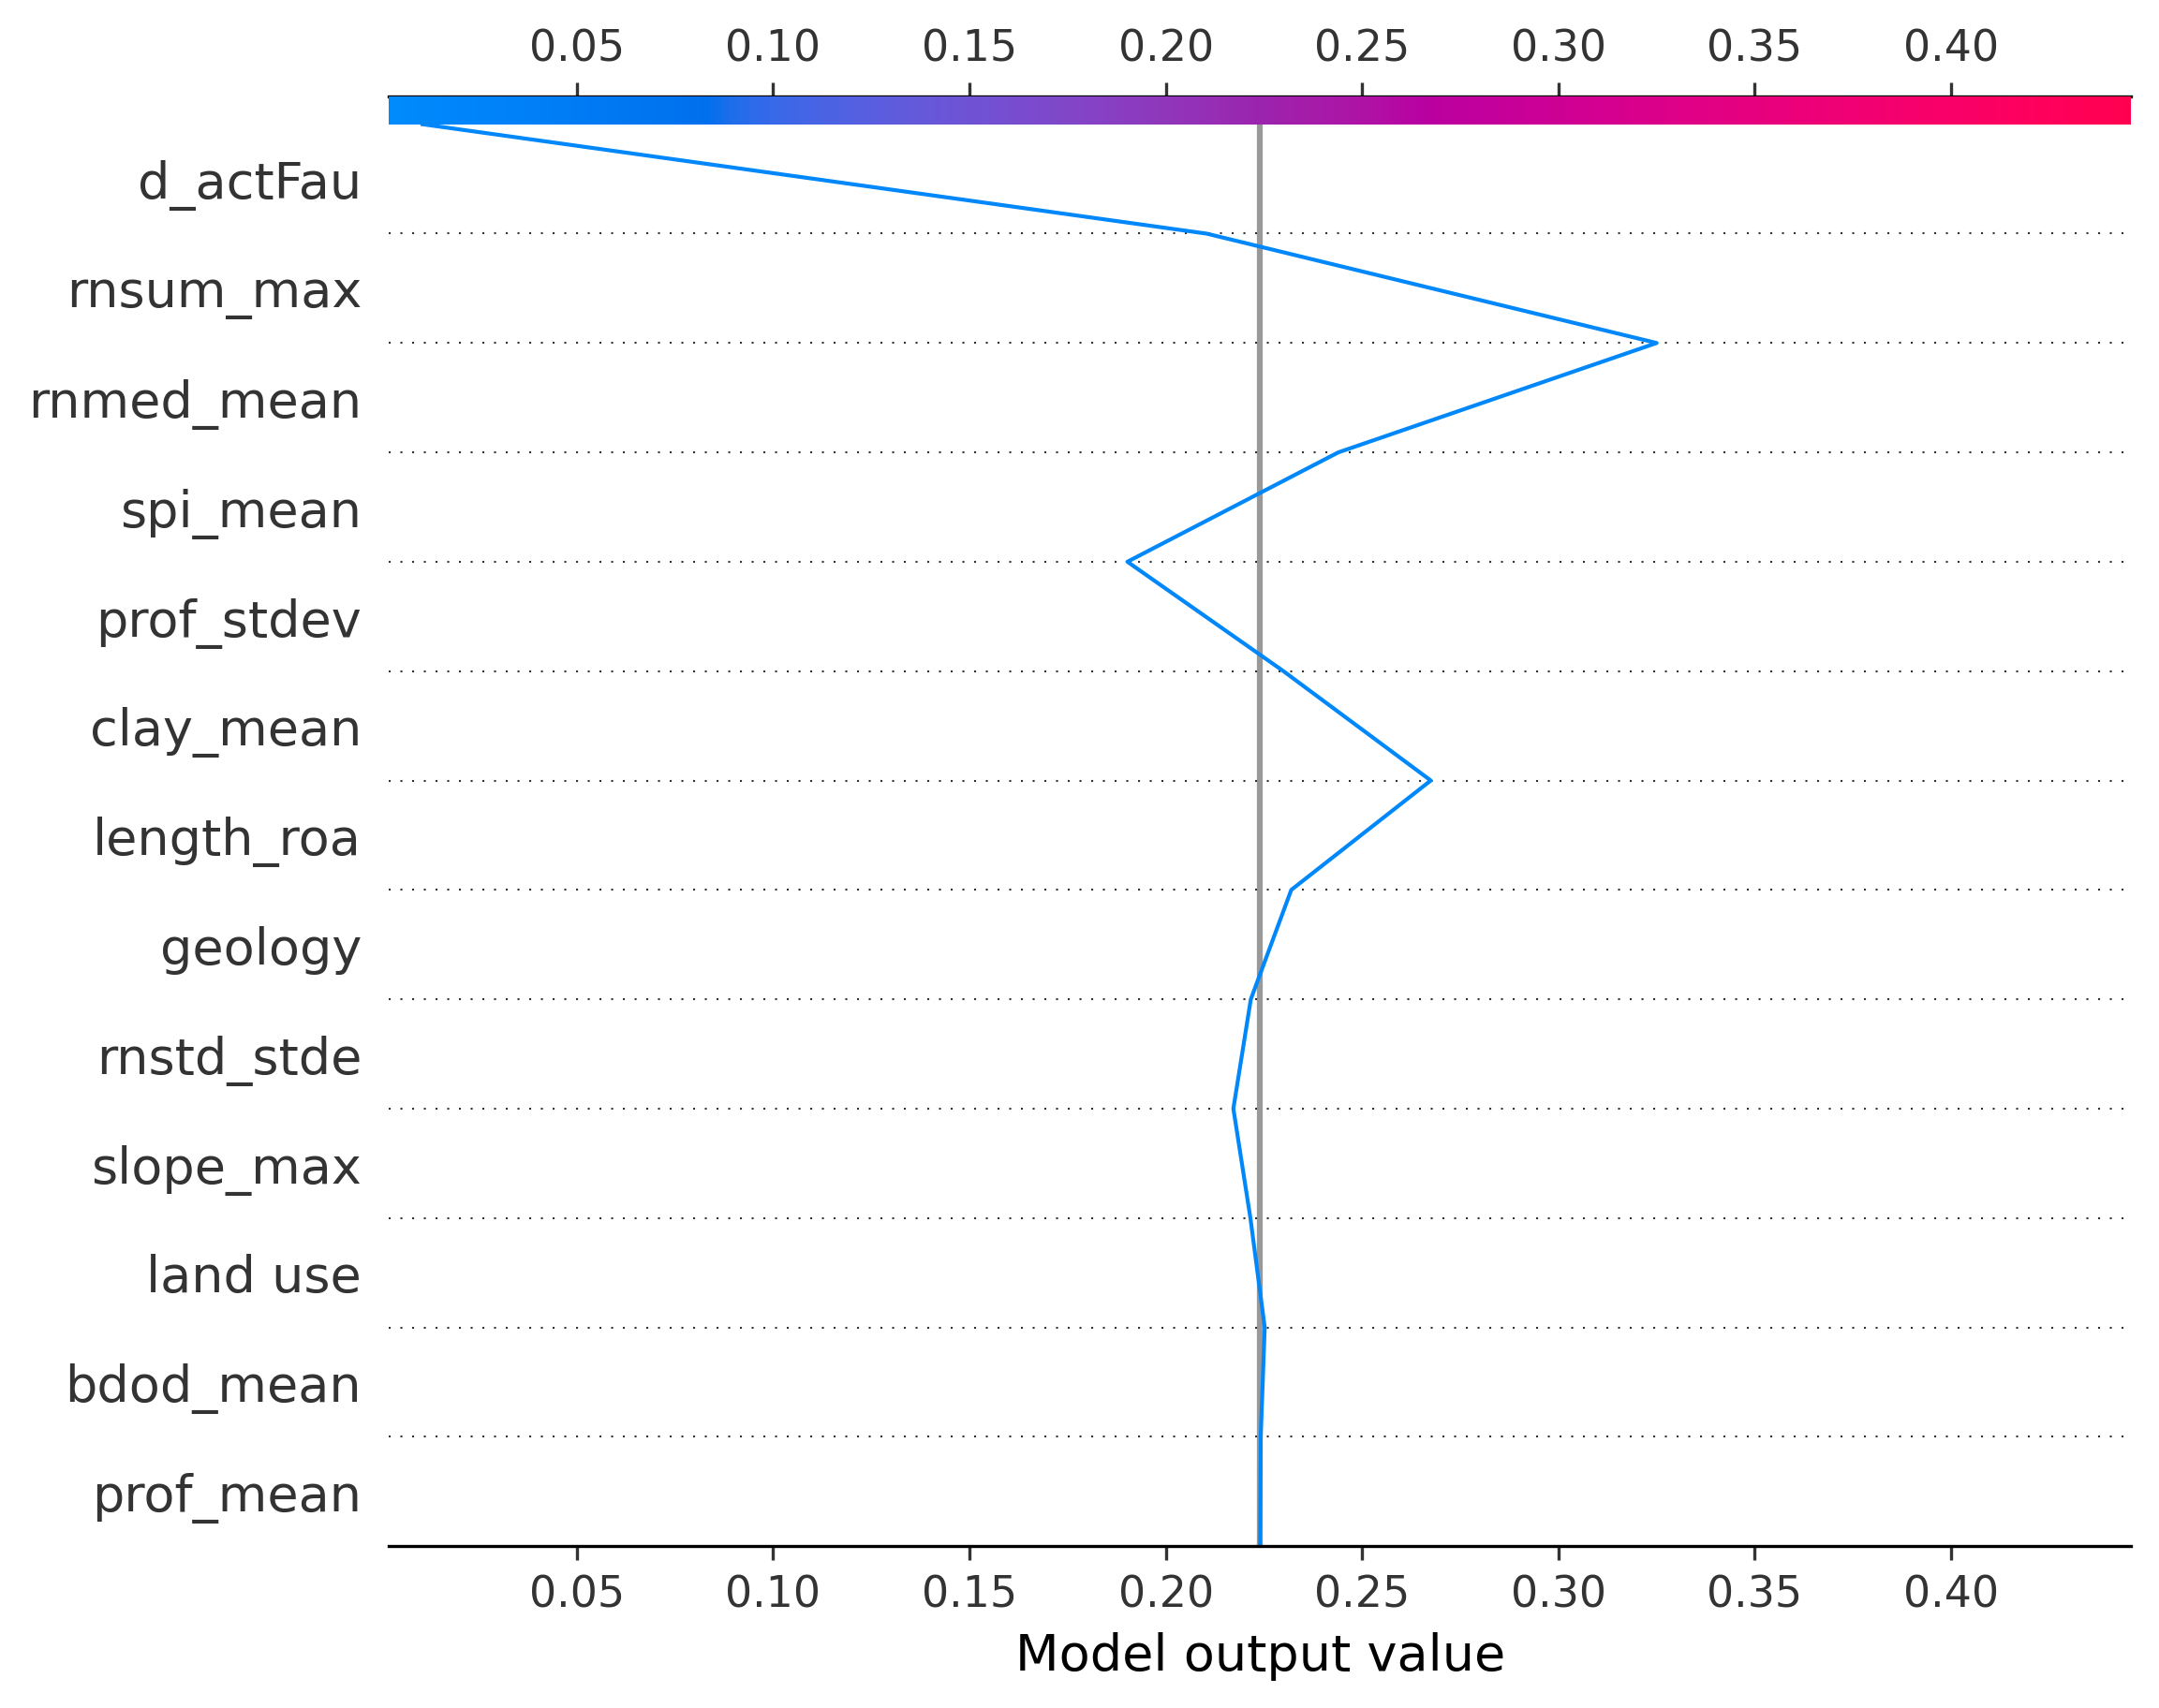 0.05 0.10 0.15 0.20 0.25 0.30 0.35 0.40
d_actFau
rnsum_max
rnmed_mean
spi_mean
prof_stdev
clay_mean
length_roa
geology
rnstd_stde
slope_max
land use
bdod_mean
prof_mean
0.05 0.10 0.15 0.20 0.25 0.30 0.35 0.40
Model output value